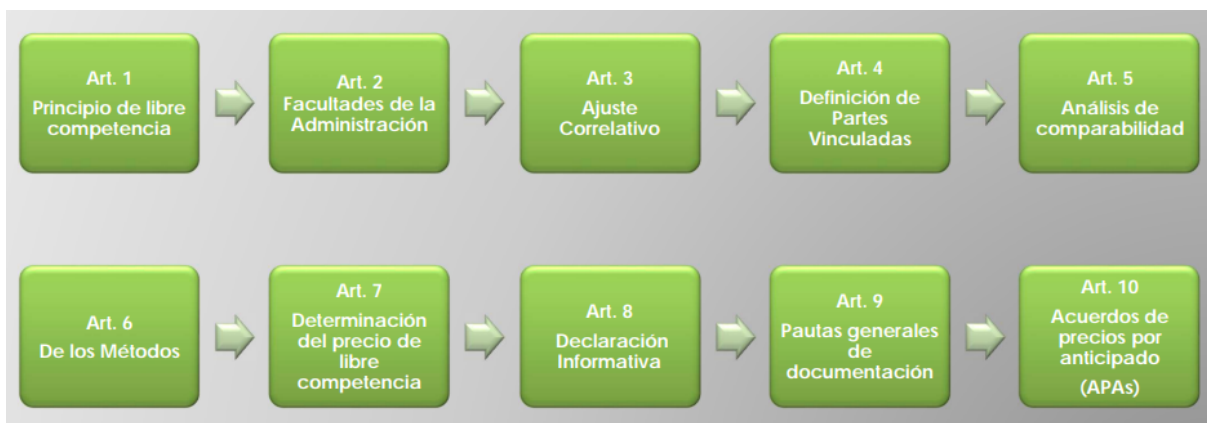 Art. 1
Principio de libre
competencia
Art. 2
Facultades de la
Administración
Art. 3
Ajuste
Correlativo
Art. 4
Definición de
Partes
Vinculadas
Art. 5
Análisis de
comparabilidad
Art. 6
De los Métodos
Art. 7
Determinación
del precio de
libre
competencia
Art. 8
Declaración
Informativa
Art. 9
Pautas generales
de
documentación
Art. 10
Acuerdos de
precios por
anticipado
(APAs)